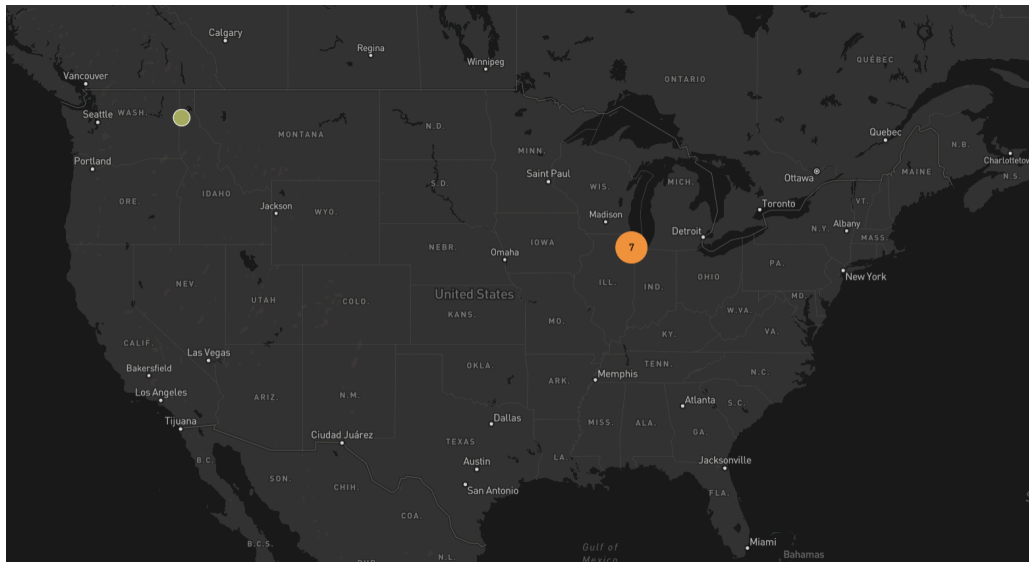 Calgary
Regina
Winnipeg
ONTARIO
QUÉBEC
Vancouver
Seattle
WASH.
MONTANA
N.D.
MINN.
Quebec
N.B.
Charlottetow
Portland
Saint Paul
Ottawa
MAINE
N.S.
IDAHO
S.D.
WIS.
MICH.
ORE.
Jackson
WYO.
Madison
Toronto
VT.
Detroit
N.Y.
Albany
MASS.
NEBR.
Omaha
IOWA
7
PA.
New York
NEV.
UTAH
COLO.
United States
ILL.
IND.
OHIO
MD.
KANS.
MO.
W.VA.
VA.
KY.
CALIF.
Las Vegas
Bakersfield
OKLA.
Memphis
TENN.
N.C.
Los Angeles
ARIZ.
N.M.
ARK.
Atlanta
S.C.
Tijuana
Ciudad Juárez
Dallas
TEXAS
MISS.
ALA.
GA.
B.C.
SON.
CHIH.
Austin
LA.
Jacksonville
San Antonio
FLA.
COA.
B.C.S.
N.L.
Gulf of
Mexico
Miami
Bahamas